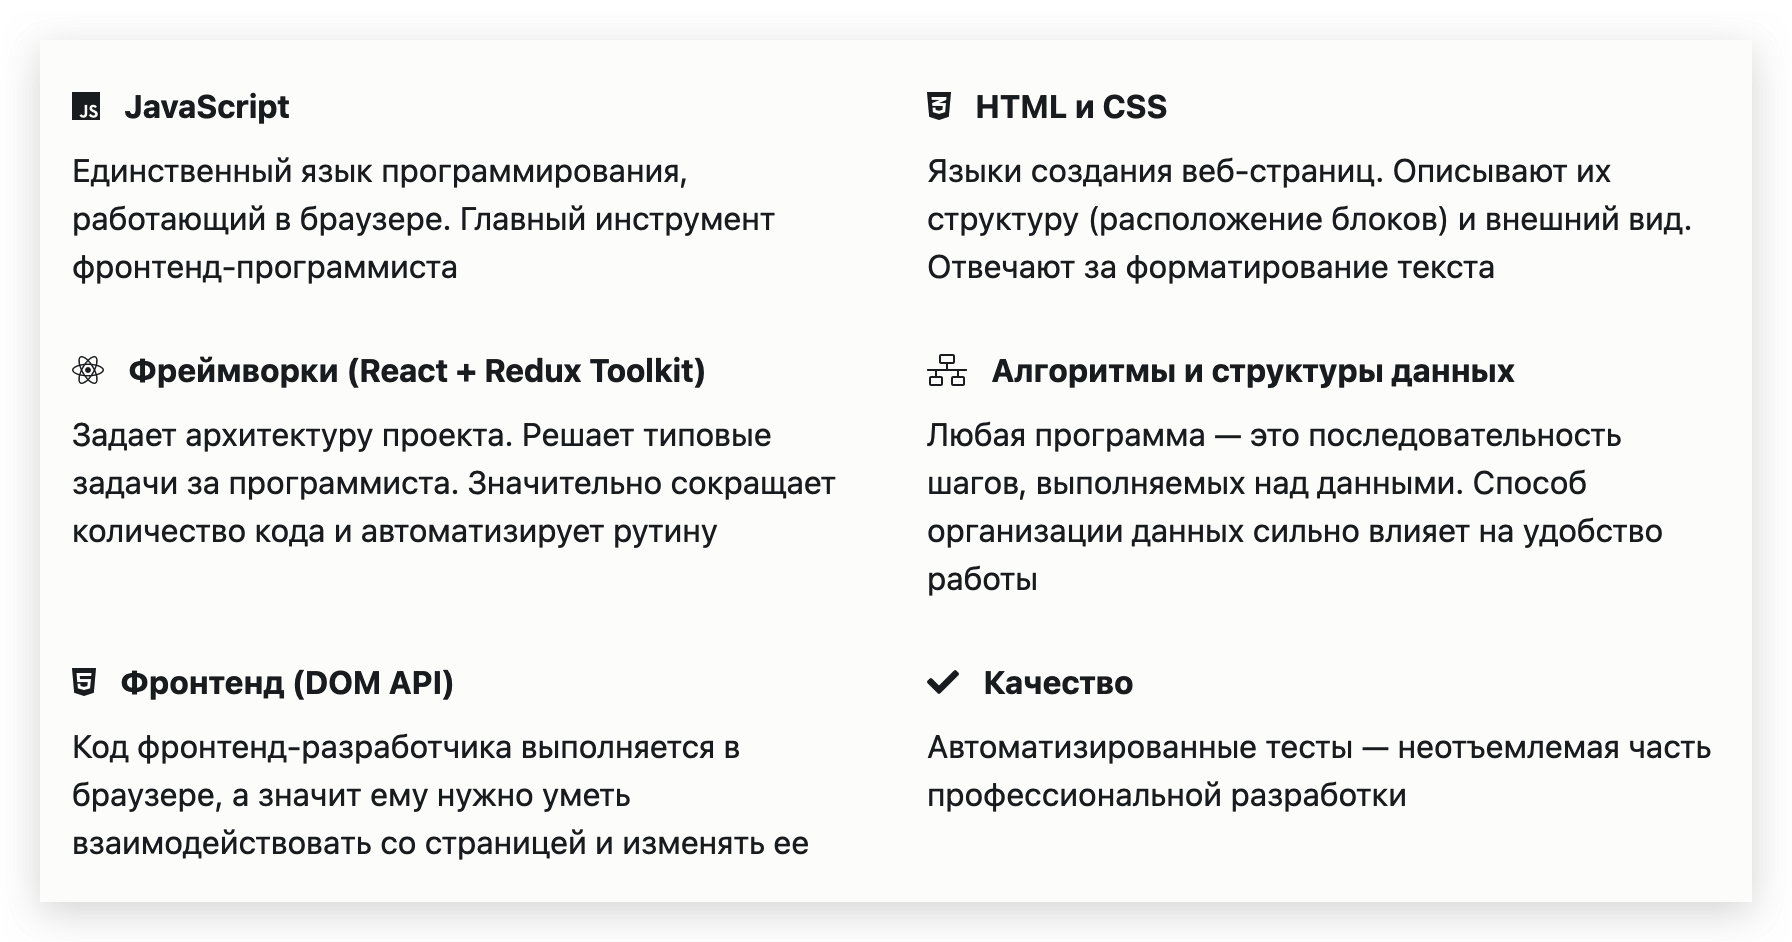 JS JavaScript
Единственный язык программирования,
работающий в браузере. Главный инструмент
фронтенд-программиста
HTML и CSS
Языки создания веб-страниц. Описывают их
структуру (расположение блоков) и внешний вид.
Отвечают за форматирование текста
Фреймворки (React + Redux Toolkit)
Задает архитектуру проекта. Решает типовые
задачи за программиста. Значительно сокращает
количество кода и автоматизирует рутину
Алгоритмы и структуры данных
Любая программа — это последовательность
шагов, выполняемых над данными. Способ
организации данных сильно влияет на удобство
работы
Фронтенд (DOM API)
Код фронтенд-разработчика выполняется в
браузере, а значит ему нужно уметь
взаимодействовать со страницей и изменять ее
Качество
Автоматизированные тесты — неотъемлемая часть
профессиональной разработки